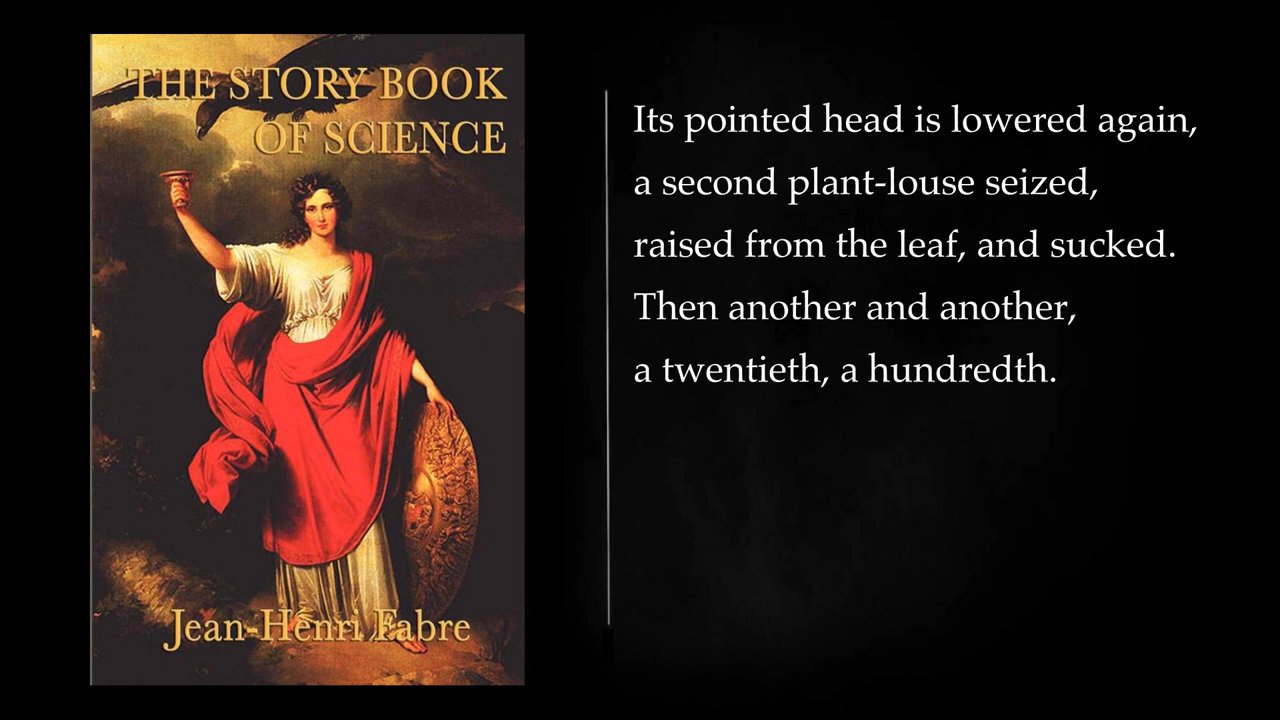 THE STORY BOOK
OF SCIENCE
Jean-Henri Fabre
Its pointed head is lowered again,
a second plant-louse seized,
raised from the leaf, and sucked.
Then another and another,
a twentieth, a hundredth.